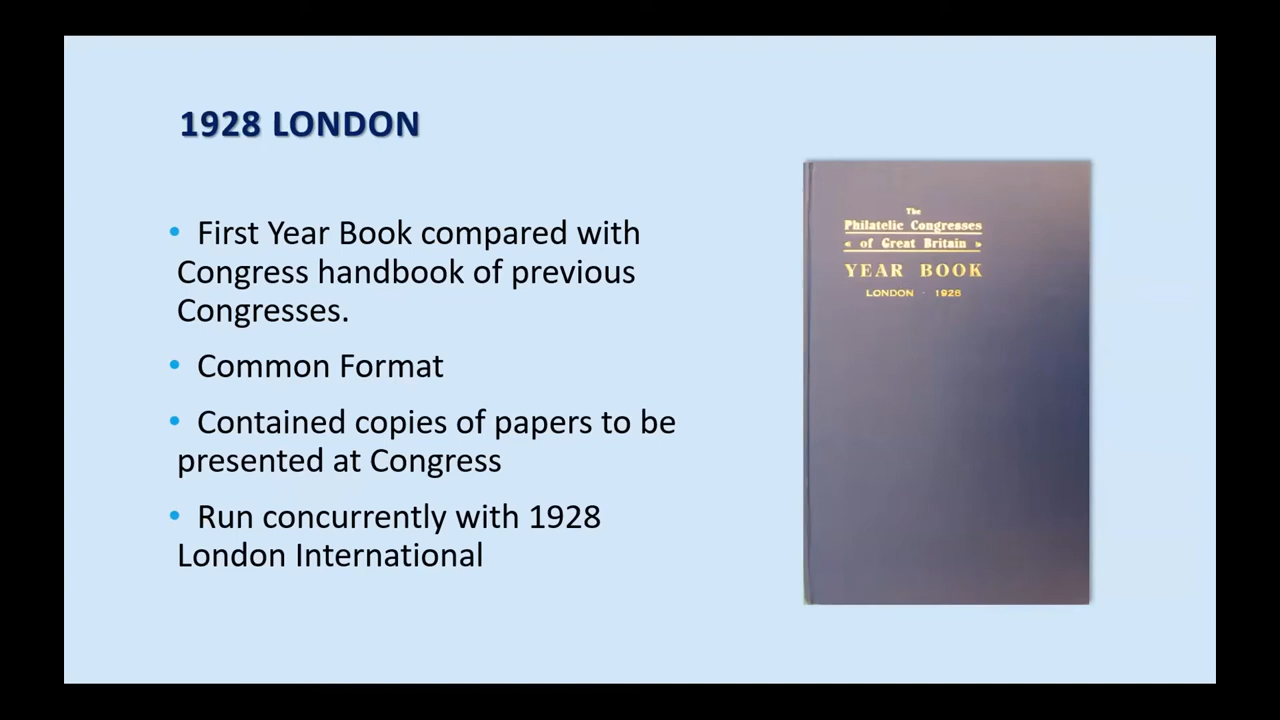 1928 LONDON
• First Year Book compared with
Congress handbook of previous
Congresses.
• Common Format
• Contained copies of papers to be
presented at Congress
• Run concurrently with 1928
London International
The
Philatelic Congresses
of Great Britain
YEAR BOOK
LONDON · 1928